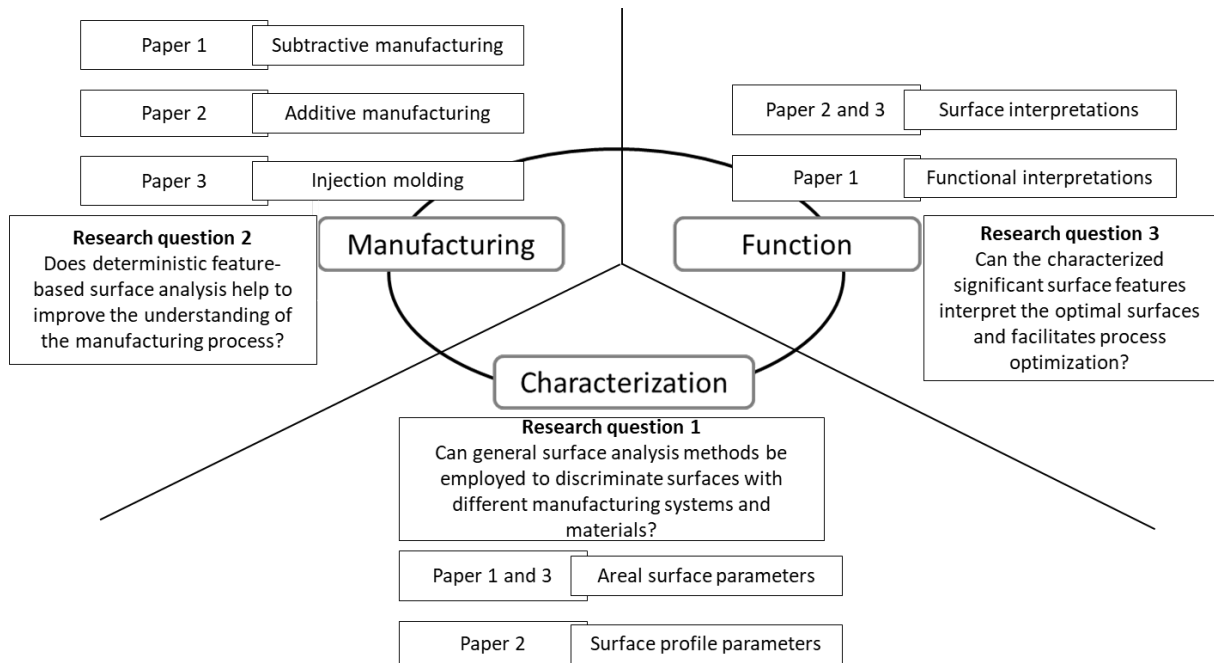 Paper 1
Subtractive manufacturing
Paper 2
Additive manufacturing
Paper 3
Injection molding
Paper 2 and 3
Surface interpretations
Paper 1
Functional interpretations
Manufacturing
Function
Research question 2
Does deterministic feature-
based surface analysis help to
improve the understanding of
the manufacturing process?
Research question 3
Can the characterized
significant surface features
interpret the optimal surfaces
and facilitates process
optimization?
Characterization
Research question 1
Can general surface analysis methods be
employed to discriminate surfaces with
different manufacturing systems and
materials?
Paper 1 and 3
Areal surface parameters
Paper 2
Surface profile parameters